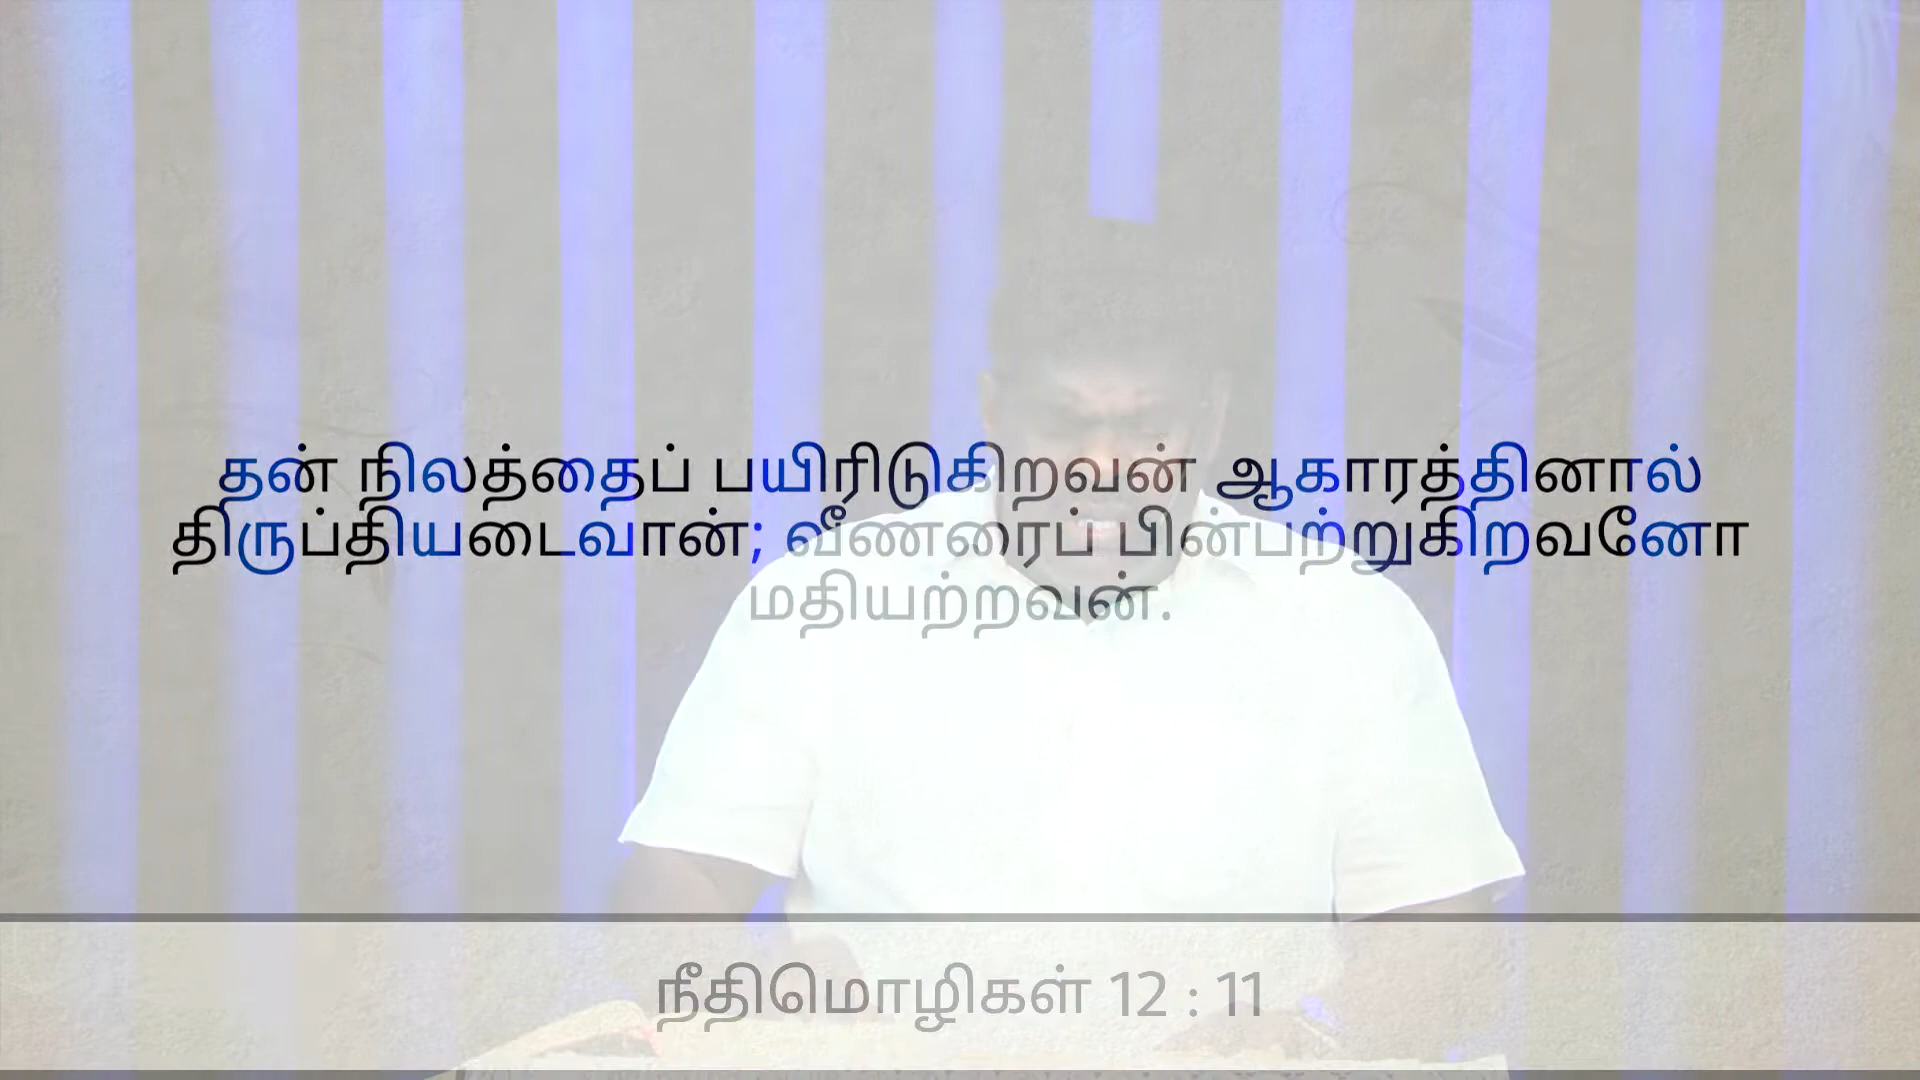 தன் நிலத்தைப் பயிரிடுகிறவன் ஆகாரத்தினால்
திருப்தியடைவான்; வீணரைப் பின்பற்றுகிறவனோ
மதியற்றவன்.
நீதிமொழிகள் 12 : 11